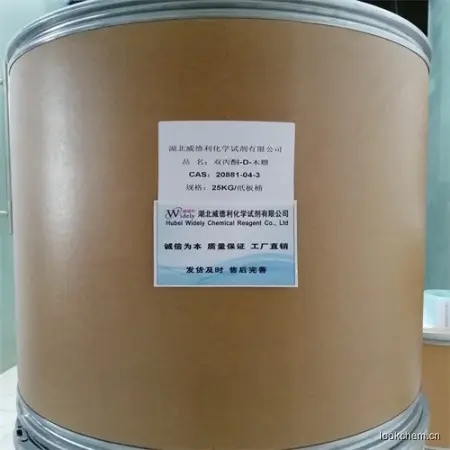 湖北威德利化学试剂有限公司
品 名：双丙酮-D-木糖
CAS：20881-04-3
规格：25KG/纸板桶
Widely 湖北威德利化学试剂有限公司
Hubei Widely Chemical Reagent Co., Ltd
诚信为本 质量保证 工厂直销
发货及时 售后完善
lookchem.cn